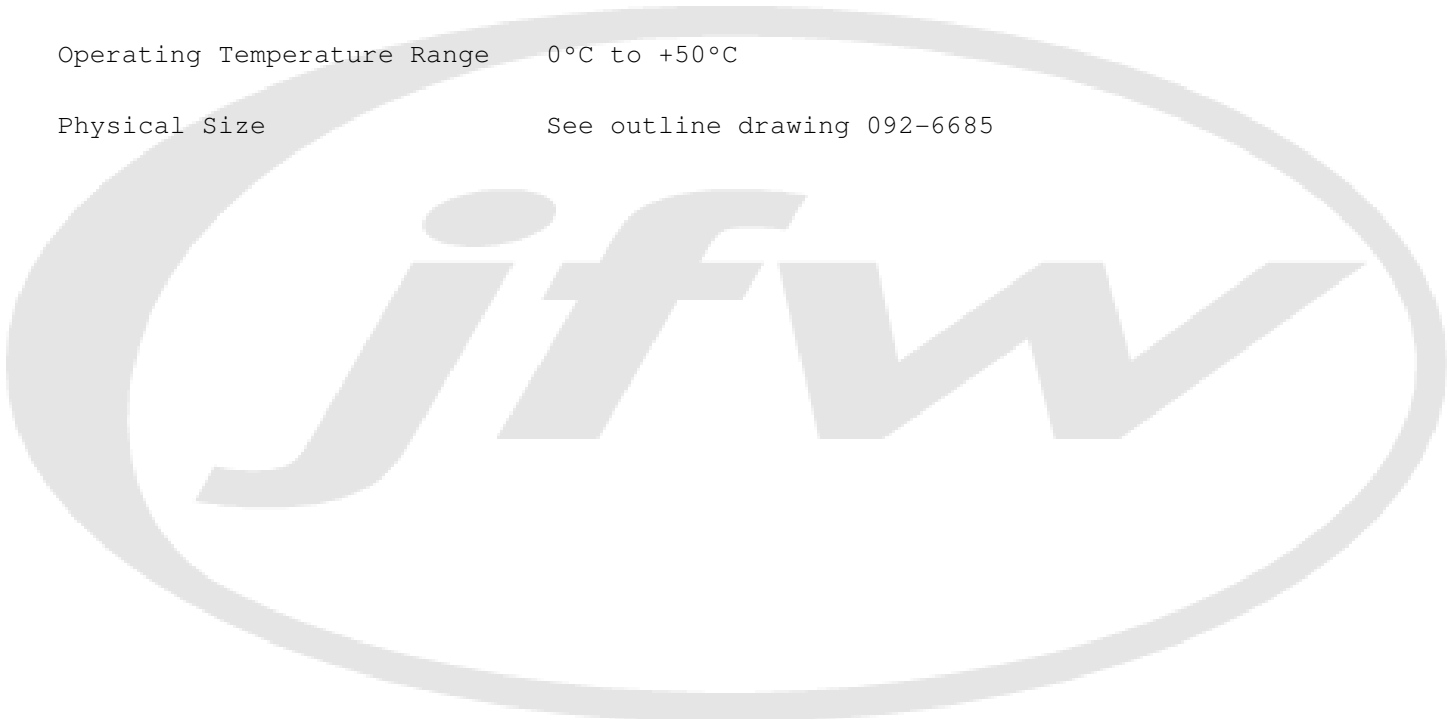 Operating Temperature Range 0°C to +50°C
Physical Size See outline drawing 092-6685
jfw